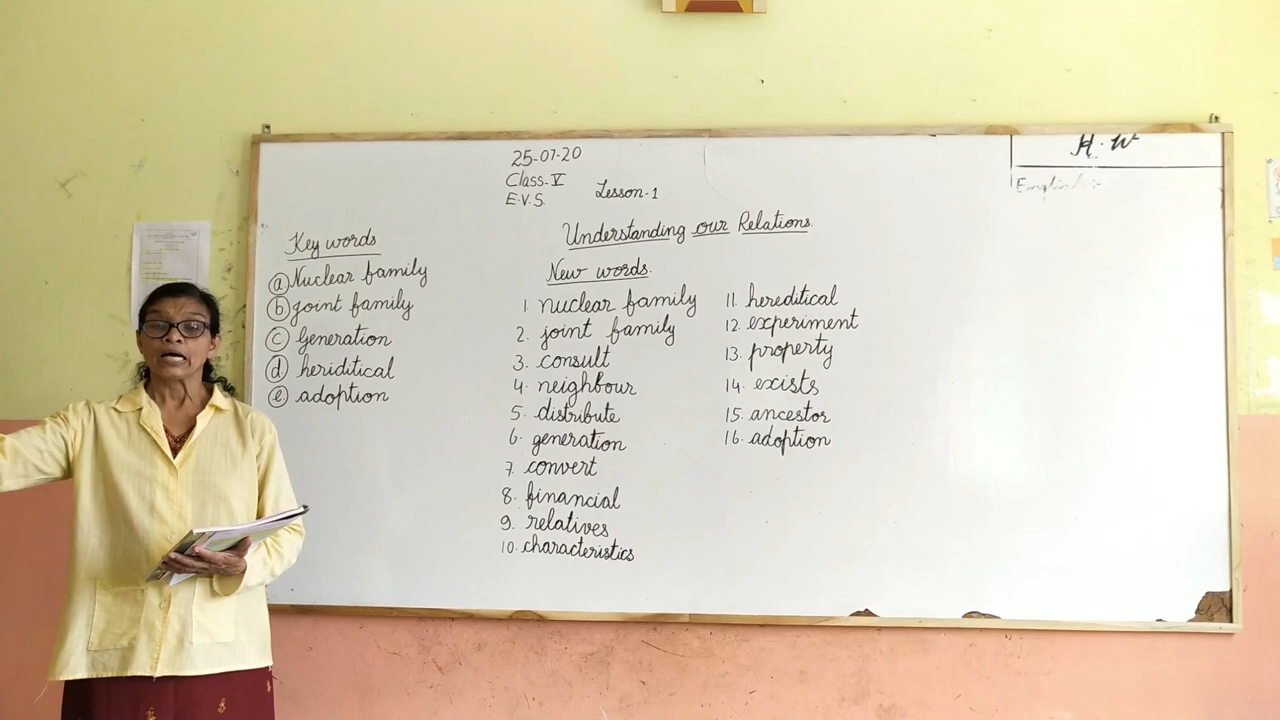 25-07-20
Class-V
E.V.S.
Lesson-1
Understanding our Relations.
H.W
English:-
Key words
a Nuclear family
b joint family
c Generation
d heriditical
e adoption
New words.
1. nuclear family
2. joint family
3. consult
4. neighbour
5. distribute
6. generation
7. convert
8. financial
9. relatives
10. characteristics
11. hereditical
12. experiment
13. property
14. exists
15. ancestor
16. adoption